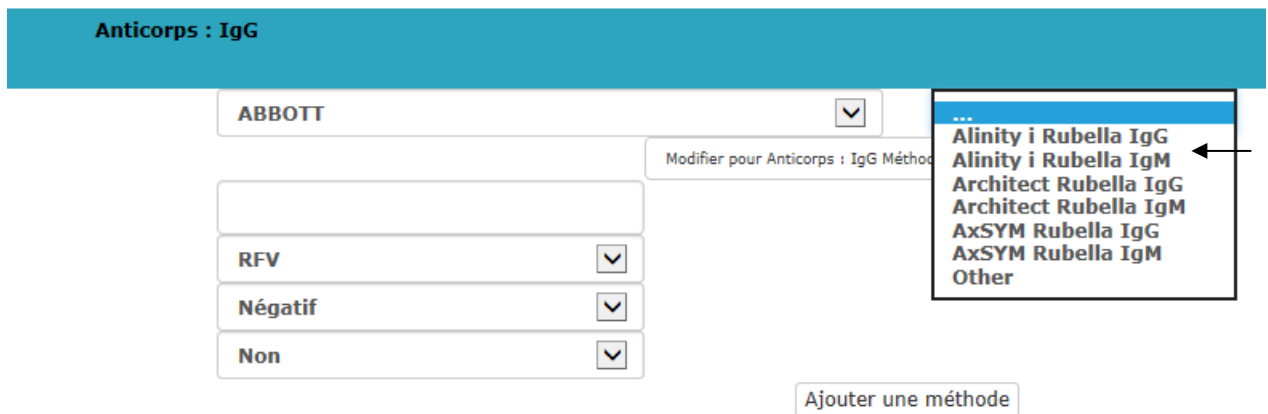 Anticorps : IgG
ABBOTT
...
Alinity i Rubella IgG
Alinity i Rubella IgM
Architect Rubella IgG
Architect Rubella IgM
AxSYM Rubella IgG
AxSYM Rubella IgM
Other
Modifier pour Anticorps : IgG
RFV
Négatif
Non
Ajouter une méthode